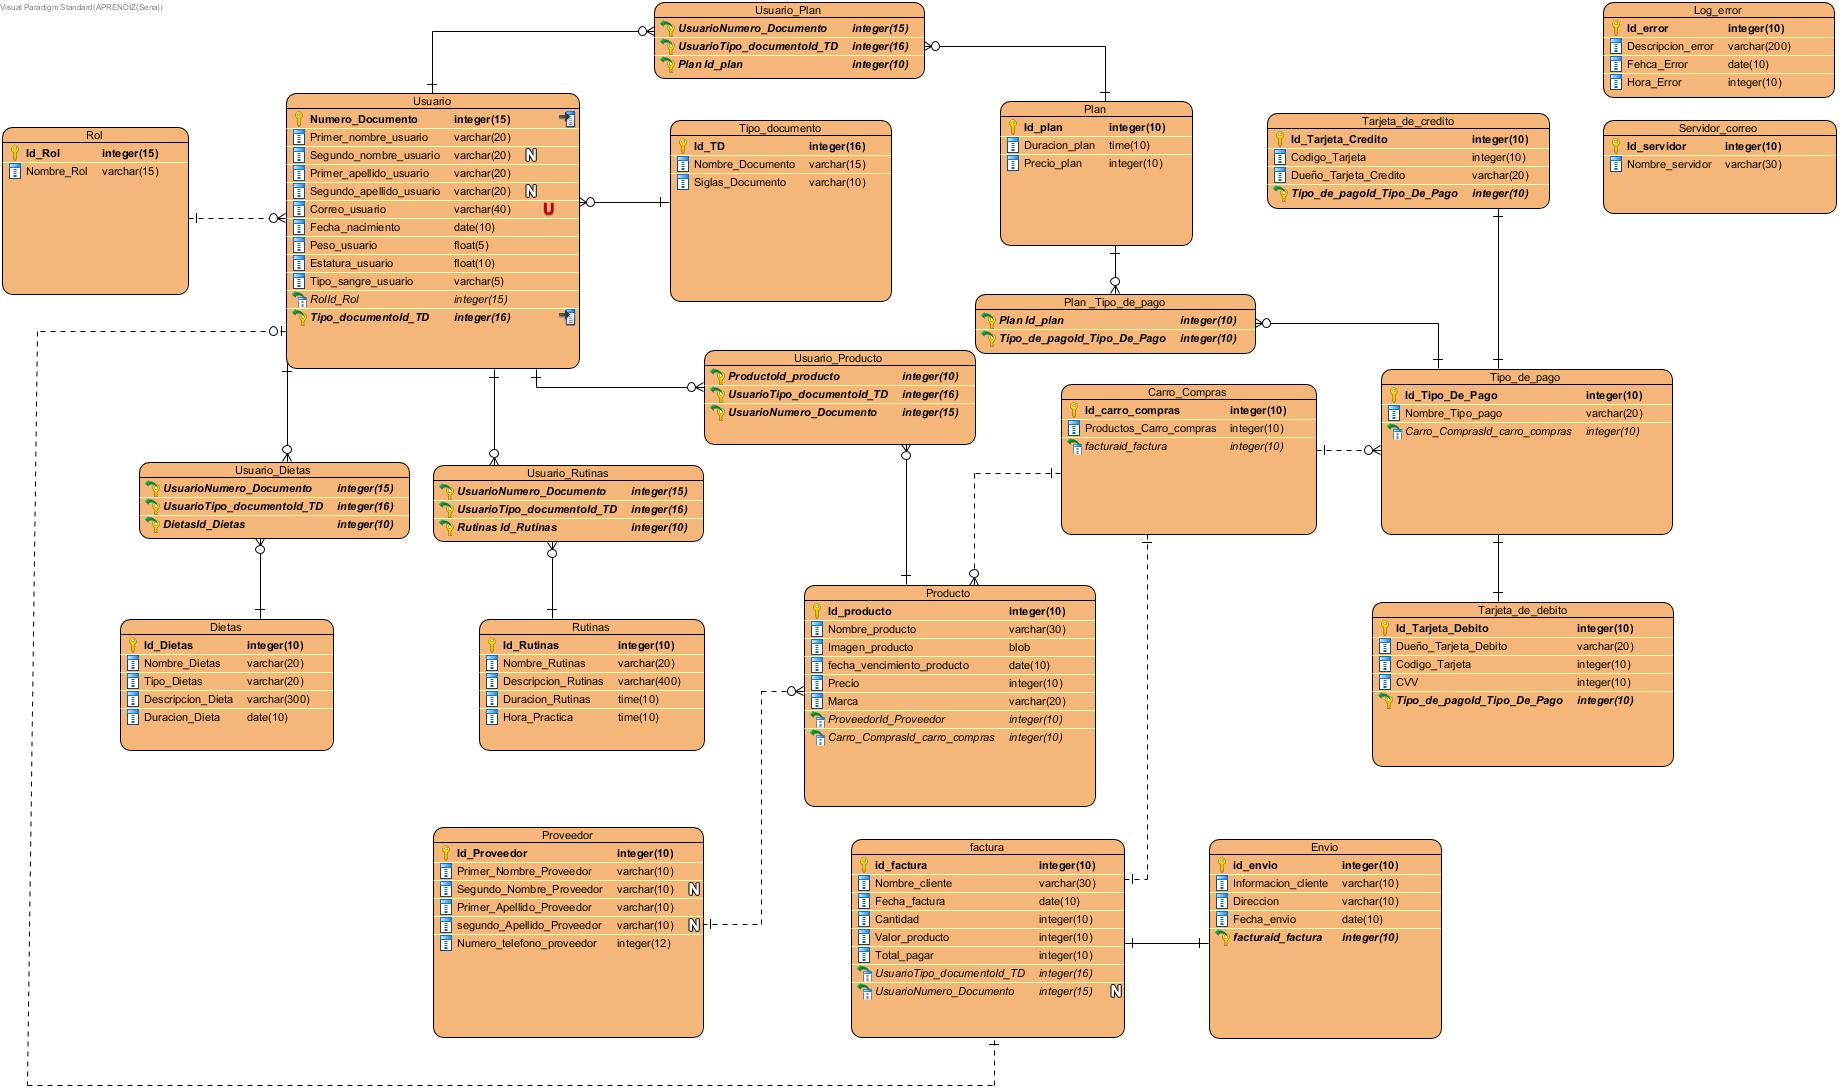 Visual Paradigm Standard(APRENDIZ(Sena))
Usuario_Plan
UsuarioNumero_Documento integer(15)
UsuarioTipo_documentoId_TD integer(16)
Plan Id_plan integer(10)
Log_error
Id_error integer(10)
Descripcion_error varchar(200)
Fehca_Error date(10)
Hora_Error integer(10)
Usuario
Numero_Documento integer(15)
Primer_nombre_usuario varchar(20)
Segundo_nombre_usuario varchar(20) N
Primer_apellido_usuario varchar(20)
Segundo_apellido_usuario varchar(20) N
Correo_usuario varchar(40) U
Fecha_nacimiento date(10)
Peso_usuario float(5)
Estatura_usuario float(10)
Tipo_sangre_usuario varchar(5)
RolId_Rol integer(15)
Tipo_documentoId_TD integer(16)
Rol
Id_Rol integer(15)
Nombre_Rol varchar(15)
Tipo_documento
Id_TD integer(16)
Nombre_Documento varchar(15)
Siglas_Documento varchar(10)
Plan
Id_plan integer(10)
Duracion_plan time(10)
Precio_plan integer(10)
Tarjeta_de_credito
Id_Tarjeta_Credito integer(10)
Codigo_Tarjeta integer(10)
Dueño_Tarjeta_Credito varchar(20)
Tipo_de_pagoId_Tipo_De_Pago integer(10)
Servidor_correo
Id_servidor integer(10)
Nombre_servidor varchar(30)
Plan _Tipo_de_pago
Plan Id_plan integer(10)
Tipo_de_pagoId_Tipo_De_Pago integer(10)
Usuario_Producto
ProductoId_producto integer(10)
UsuarioTipo_documentoId_TD integer(16)
UsuarioNumero_Documento integer(15)
Carro_Compras
Id_carro_compras integer(10)
Productos_Carro_compras integer(10)
facturaid_factura integer(10)
Tipo_de_pago
Id_Tipo_De_Pago integer(10)
Nombre_Tipo_pago varchar(20)
Carro_ComprasId_carro_compras integer(10)
Usuario_Dietas
UsuarioNumero_Documento integer(15)
UsuarioTipo_documentoId_TD integer(16)
DietasId_Dietas integer(10)
Usuario_Rutinas
UsuarioNumero_Documento integer(15)
UsuarioTipo_documentoId_TD integer(16)
Rutinas Id_Rutinas integer(10)
Dietas
Id_Dietas integer(10)
Nombre_Dietas varchar(20)
Tipo_Dietas varchar(20)
Descripcion_Dieta varchar(300)
Duracion_Dieta date(10)
Rutinas
Id_Rutinas integer(10)
Nombre_Rutinas varchar(20)
Descripcion_Rutinas varchar(400)
Duracion_Rutinas time(10)
Hora_Practica time(10)
Producto
Id_producto integer(10)
Nombre_producto varchar(30)
Imagen_producto blob
fecha_vencimiento_producto date(10)
Precio integer(10)
Marca varchar(20)
ProveedorId_Proveedor integer(10)
Carro_ComprasId_carro_compras integer(10)
Tarjeta_de_debito
Id_Tarjeta_Debito integer(10)
Dueño_Tarjeta_Debito varchar(20)
Codigo_Tarjeta integer(10)
CVV integer(10)
Tipo_de_pagoId_Tipo_De_Pago integer(10)
Proveedor
Id_Proveedor integer(10)
Primer_Nombre_Proveedor varchar(10)
Segundo_Nombre_Proveedor varchar(10) N
Primer_Apellido_Proveedor varchar(10)
segundo_Apellido_Proveedor varchar(10) N
Numero_telefono_proveedor integer(12)
factura
id_factura integer(10)
Nombre_cliente varchar(30)
Fecha_factura date(10)
Cantidad integer(10)
Valor_producto integer(10)
Total_pagar integer(10)
UsuarioTipo_documentoId_TD integer(16)
UsuarioNumero_Documento integer(15) N
Envio
id_envio integer(10)
Informacion_cliente varchar(10)
Direccion varchar(10)
Fecha_envio date(10)
facturaid_factura integer(10)